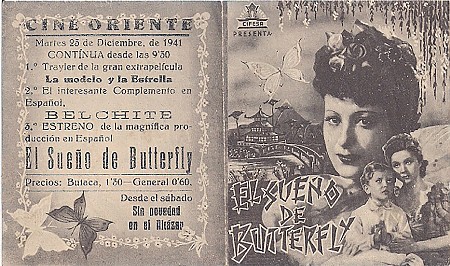 CINE ORIENTE
Martes 23 de Diciembre, de 1941
CONTÍNUA desde las 9'30
1.º Trayler de la gran extrapelícula
La modelo y la Estrella
2.º El interesante Complemento en
Español,
BELCHITE
3.º ESTRENO de la magnífica pro-
ducción en Español
El Sueño de Butterfly
Precios: Butaca, 1'30—General 0'60.
Desde el sábado
Sin novedad
en el Alcázar
CIFESA
PRESENTA
EL SUEÑO
DE
BUTTERFLY